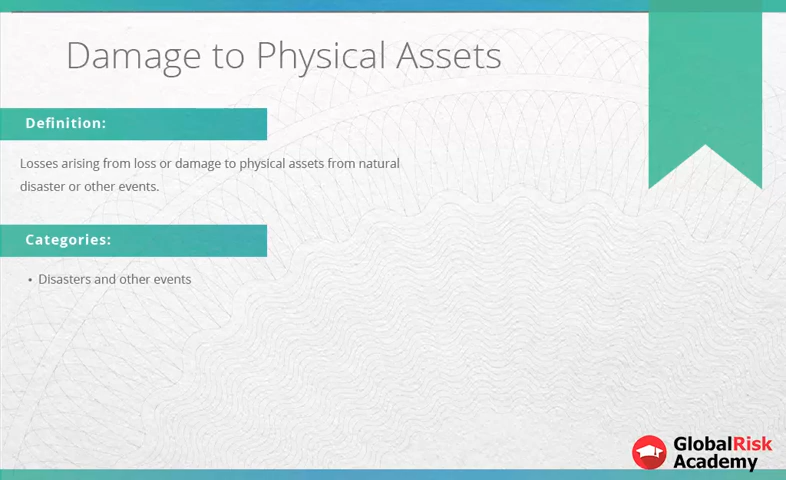 Damage to Physical Assets
Definition:
Losses arising from loss or damage to physical assets from natural
disaster or other events.
Categories:
• Disasters and other events
GlobalRisk
Academy